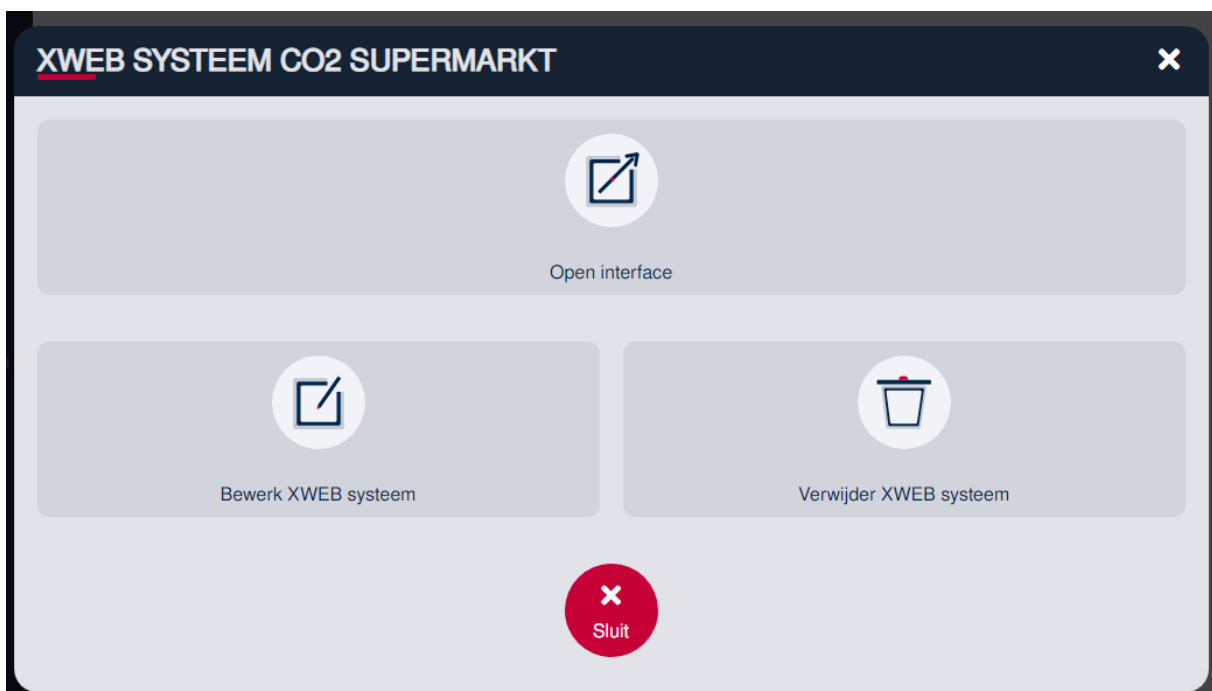 XWEB SYSTEEM CO2 SUPERMARKT
Open interface
Bewerk XWEB systeem
Verwijder XWEB systeem
Sluit